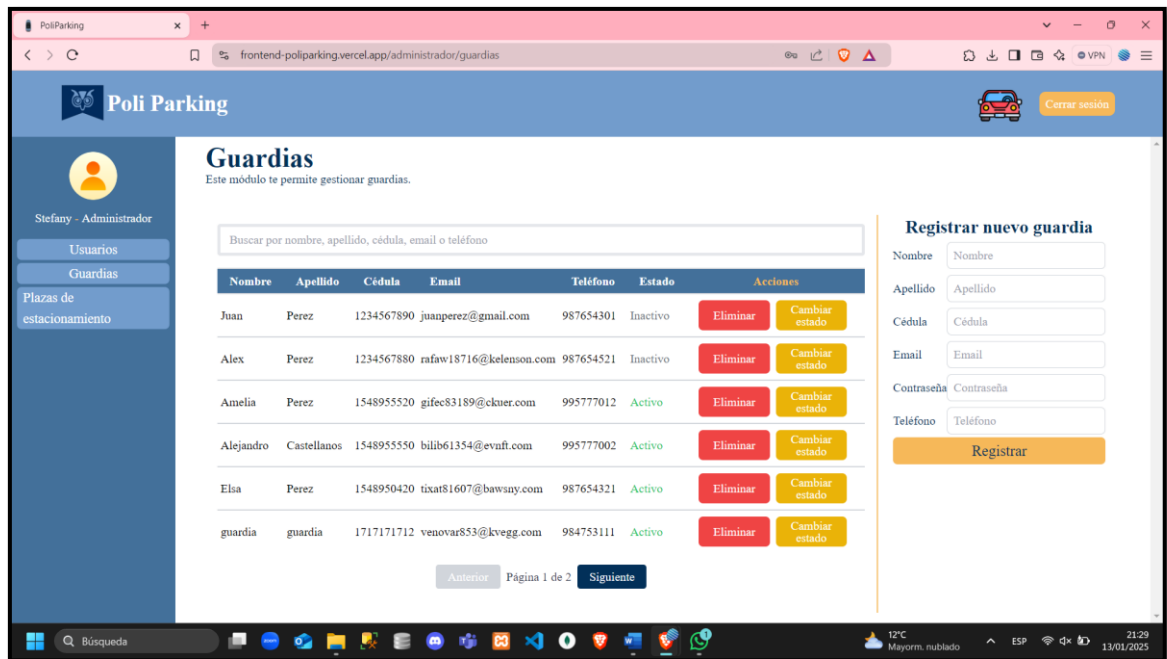 PoliParking
frontend-poliparking.vercel.app/administrador/guardias
VPN
Poli Parking
Cerrar sesión
Stefany - Administrador
Usuarios
Guardias
Plazas de
estacionamiento
Guardias
Este módulo te permite gestionar guardias.
Buscar por nombre, apellido, cédula, email o teléfono
Nombre Apellido Cédula Email Teléfono Estado Acciones
Juan Perez 1234567890 juanperez@gmail.com 987654301 Inactivo Eliminar Cambiar estado
Alex Perez 1234567880 rafaw18716@kelenson.com 987654521 Inactivo Eliminar Cambiar estado
Amelia Perez 1548955520 gifec83189@ckuer.com 995777012 Activo Eliminar Cambiar estado
Alejandro Castellanos 1548955550 bilib61354@evnft.com 995777002 Activo Eliminar Cambiar estado
Elsa Perez 1548950420 tixat81607@bawsny.com 987654321 Activo Eliminar Cambiar estado
guardia guardia 1717171712 venovar853@kvegg.com 984753111 Activo Eliminar Cambiar estado
Anterior Página 1 de 2 Siguiente
Registrar nuevo guardia
Nombre Nombre
Apellido Apellido
Cédula Cédula
Email Email
Contraseña Contraseña
Teléfono Teléfono
Registrar
Búsqueda
12°C
Mayorm. nublado
ESP
21:29
13/01/2025